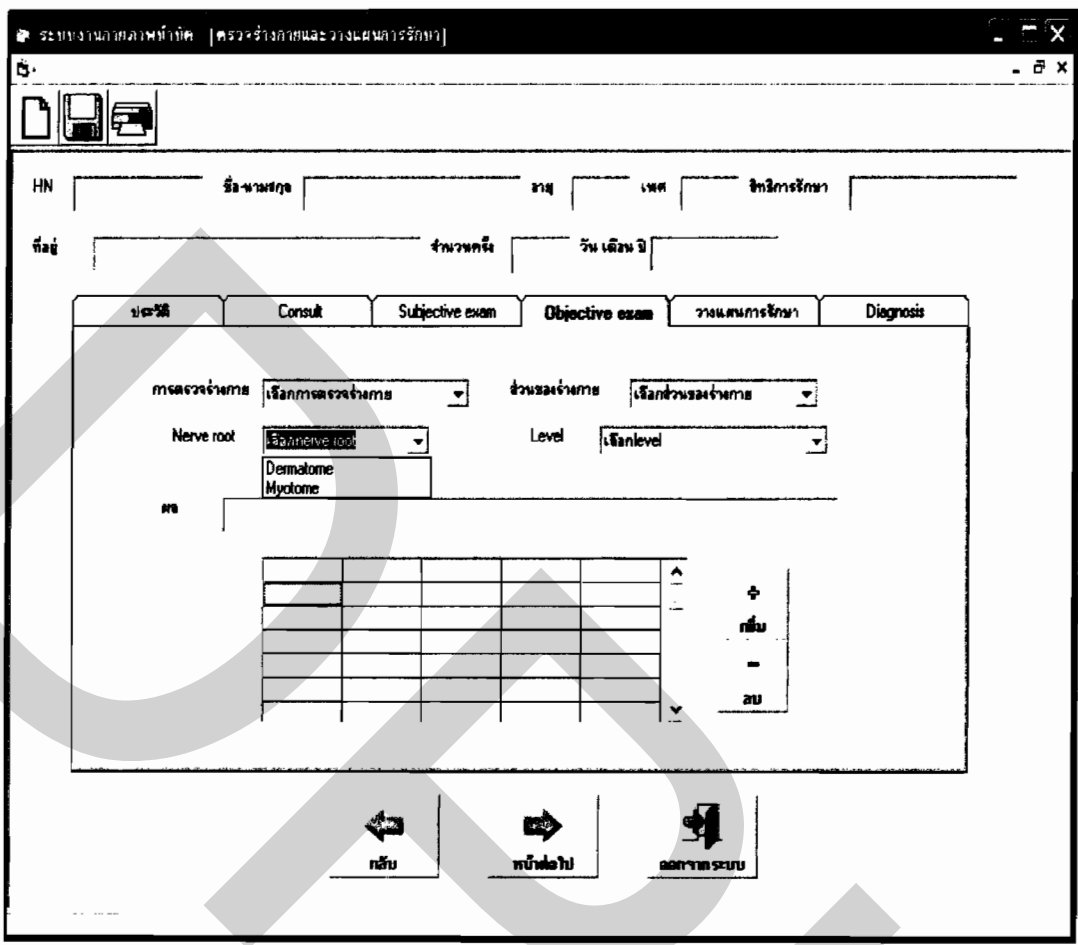 ระบบงานกายภาพบำบัด [ตรวจร่างกายและวางแผนการรักษา]
HN ชื่อ-นามสกุล อายุ เพศ สิทธิการรักษา
ที่อยู่ จำนวนครั้ง วัน เดือน ปี
ประวัติ Consult Subjective exam Objective exam วางแผนการรักษา Diagnosis
การตรวจร่างกาย เลือกการตรวจร่างกาย ส่วนของร่างกาย เลือกส่วนของร่างกาย
Nerve root เลือกnerve root Level เลือกlevel
Dermatome
Myotome
ผล
เพิ่ม
ลบ
กลับ หน้าต่อไป ออกจากระบบ